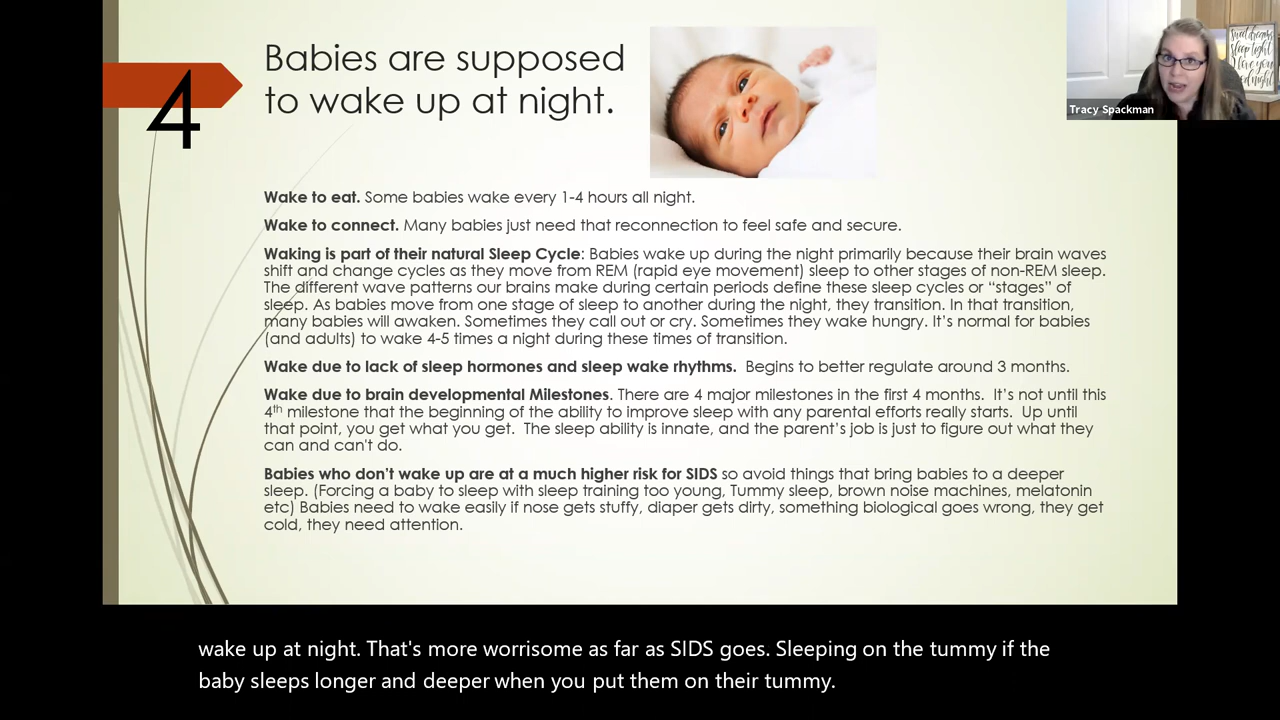 Babies are supposed
to wake up at night.
4
Tracy Spackman
Wake to eat. Some babies wake every 1-4 hours all night.
Wake to connect. Many babies just need that reconnection to feel safe and secure.
Waking is part of their natural Sleep Cycle: Babies wake up during the night primarily because their brain waves
shift and change cycles as they move from REM (rapid eye movement) sleep to other stages of non-REM sleep.
The different wave patterns our brains make during certain periods define these sleep cycles or “stages” of
sleep. As babies move from one stage of sleep to another during the night, they transition. In that transition,
many babies will awaken. Sometimes they call out or cry. Sometimes they wake hungry. It’s normal for babies
(and adults) to wake 4-5 times a night during these times of transition.
Wake due to lack of sleep hormones and sleep wake rhythms. Begins to better regulate around 3 months.
Wake due to brain developmental Milestones. There are 4 major milestones in the first 4 months. It’s not until this
4th milestone that the beginning of the ability to improve sleep with any parental efforts really starts. Up until
that point, you get what you get. The sleep ability is innate, and the parent’s job is just to figure out what they
can and can't do.
Babies who don’t wake up are at a much higher risk for SIDS so avoid things that bring babies to a deeper
sleep. (Forcing a baby to sleep with sleep training too young, Tummy sleep, brown noise machines, melatonin
etc) Babies need to wake easily if nose gets stuffy, diaper gets dirty, something biological goes wrong, they get
cold, they need attention.
wake up at night. That's more worrisome as far as SIDS goes. Sleeping on the tummy if the
baby sleeps longer and deeper when you put them on their tummy.